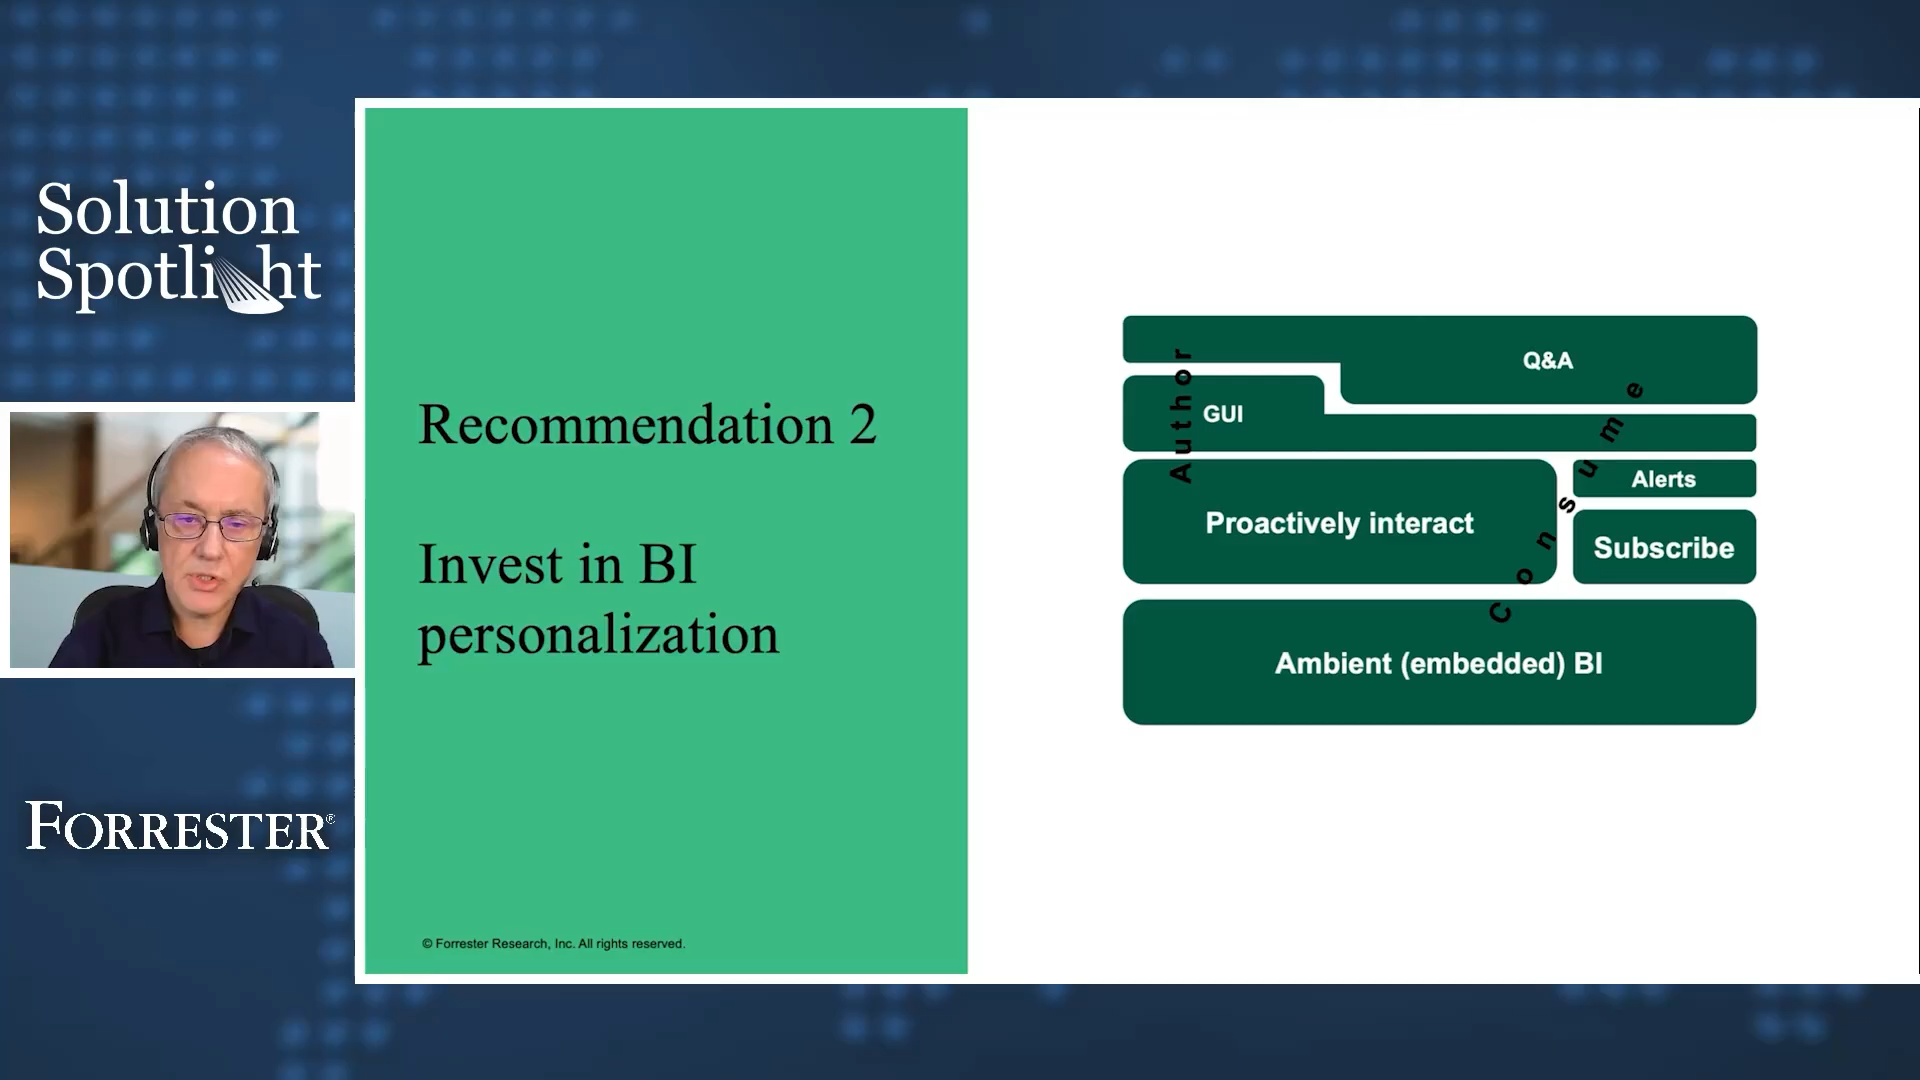 Solution
Spotlight
FORRESTER®
Recommendation 2
Invest in BI
personalization
© Forrester Research, Inc. All rights reserved.
Q&A
Author
GUI
Consume
Alerts
Proactively interact
Subscribe
Ambient (embedded) BI